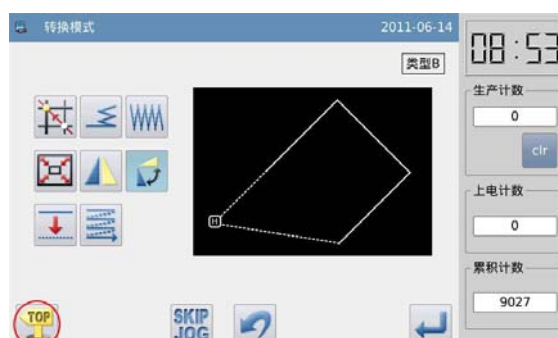 转换模式 2011-06-14
类型B
08:53
生产计数
0
clr
上电计数
0
累积计数
9027
H
TOP
SKIP
JOG